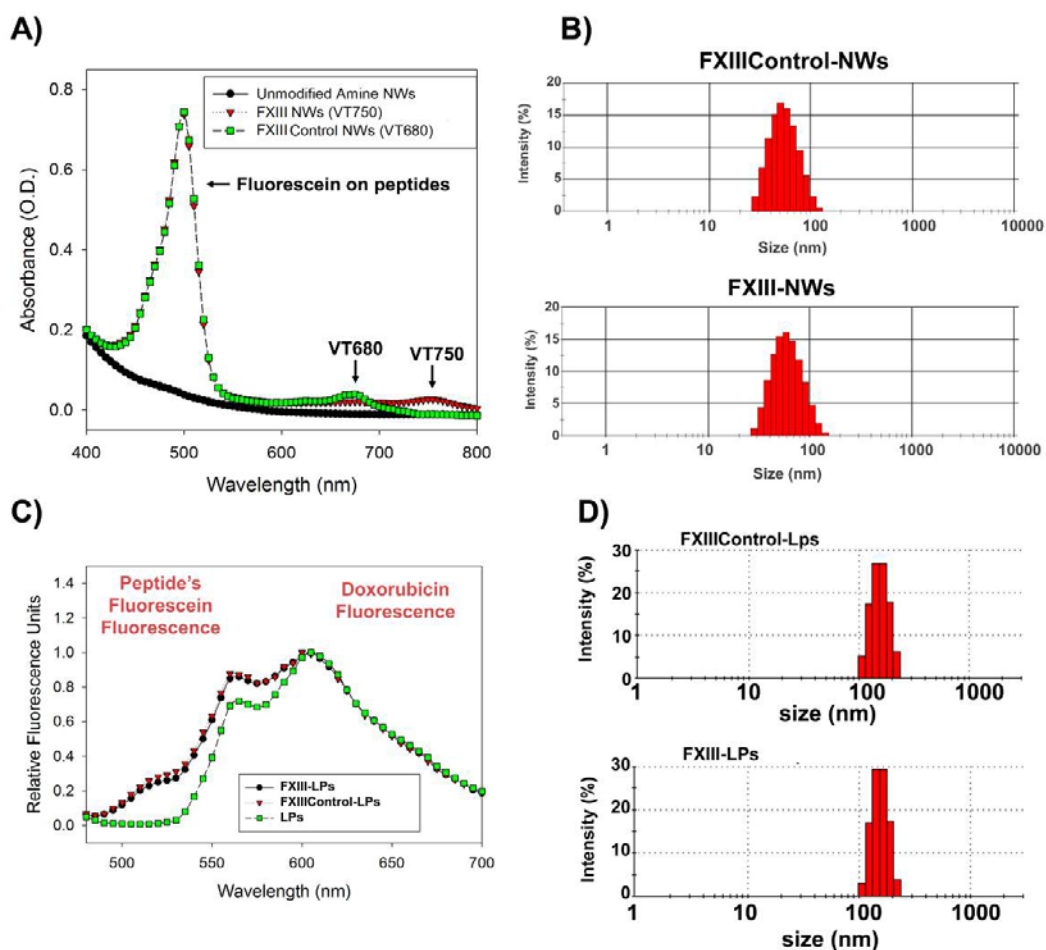 A)
0.8
0.6
0.4
0.2
0.0
400 500 600 700 800
Absorbance (O.D.)
Wavelength (nm)
Unmodified Amine NWs
FXIII NWs (VT750)
FXIII Control NWs (VT680)
Fluorescein on peptides
VT680
VT750
B)
FXIIIControl-NWs
20
15
10
5
0
Intensity (%)
1 10 100 1000 10000
Size (nm)
FXIII-NWs
20
15
10
5
0
Intensity (%)
1 10 100 1000 10000
Size (nm)
C)
1.4
1.2
1.0
0.8
0.6
0.4
0.2
0.0
Relative Fluorescence Units
Peptide's
Fluorescein
Fluorescence
Doxorubicin
Fluorescence
FXIII-LPs
FXIIIControl-LPs
LPs
500 550 600 650 700
Wavelength (nm)
D)
FXIIIControl-Lps
30
20
10
0
Intensity (%)
1 10 100 1000
size (nm)
FXIII-LPs
30
20
10
0
Intensity (%)
1 10 100 1000
size (nm)